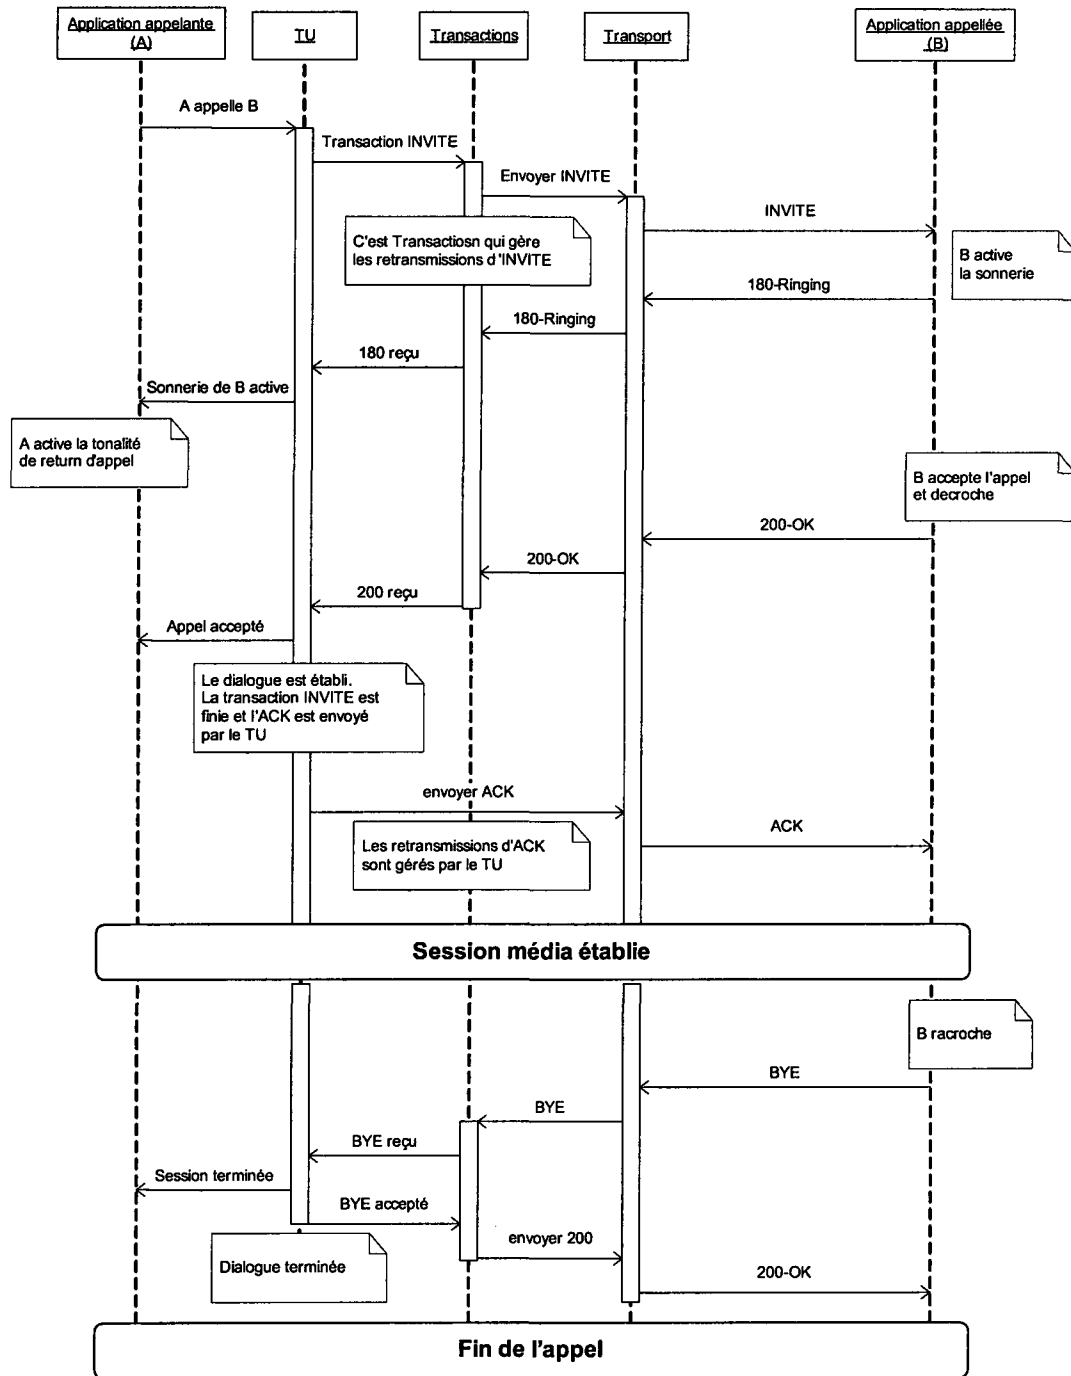 Application appelante
(A)
TU
Transactions
Transport
Application appellée
(B)
A appelle B
Transaction INVITE
Envoyer INVITE
INVITE
C'est Transactiosn qui gère
les retransmissions d'INVITE
B active
la sonnerie
180-Ringing
180-Ringing
180 reçu
Sonnerie de B active
A active la tonalité
de return d'appel
B accepte l'appel
et decroche
200-OK
200-OK
200 reçu
Appel accepté
Le dialogue est établi.
La transaction INVITE est
finie et l'ACK est envoyé
par le TU
envoyer ACK
ACK
Les retransmissions d'ACK
sont gérés par le TU
Session média établie
B racroche
BYE
BYE
BYE reçu
Session terminée
BYE accepté
envoyer 200
Dialogue terminée
200-OK
Fin de l'appel